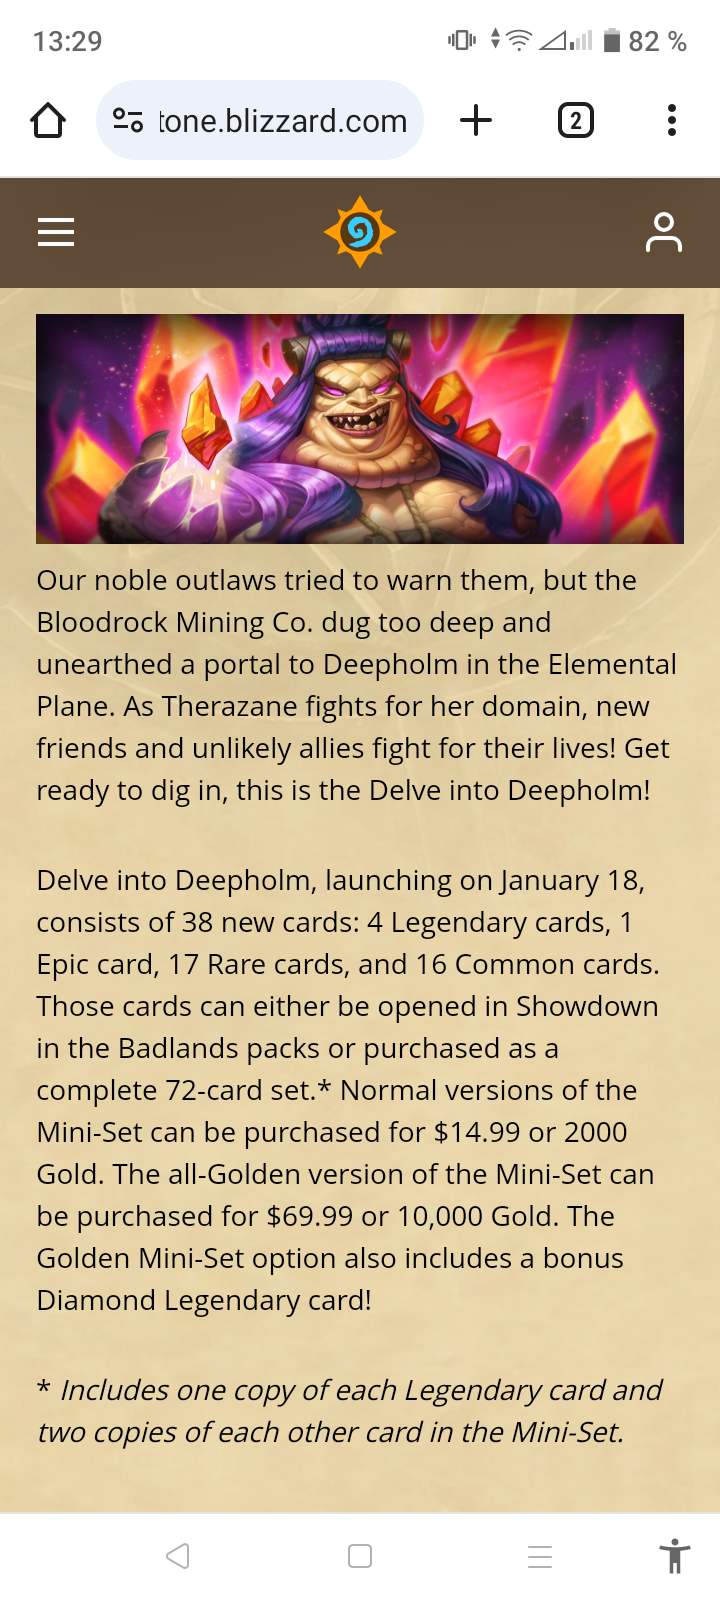 13:29
82 %
tone.blizzard.com
2
Our noble outlaws tried to warn them, but the
Bloodrock Mining Co. dug too deep and
unearthed a portal to Deepholm in the Elemental
Plane. As Therazane fights for her domain, new
friends and unlikely allies fight for their lives! Get
ready to dig in, this is the Delve into Deepholm!
Delve into Deepholm, launching on January 18,
consists of 38 new cards: 4 Legendary cards, 1
Epic card, 17 Rare cards, and 16 Common cards.
Those cards can either be opened in Showdown
in the Badlands packs or purchased as a
complete 72-card set.* Normal versions of the
Mini-Set can be purchased for $14.99 or 2000
Gold. The all-Golden version of the Mini-Set can
be purchased for $69.99 or 10,000 Gold. The
Golden Mini-Set option also includes a bonus
Diamond Legendary card!
* Includes one copy of each Legendary card and
two copies of each other card in the Mini-Set.